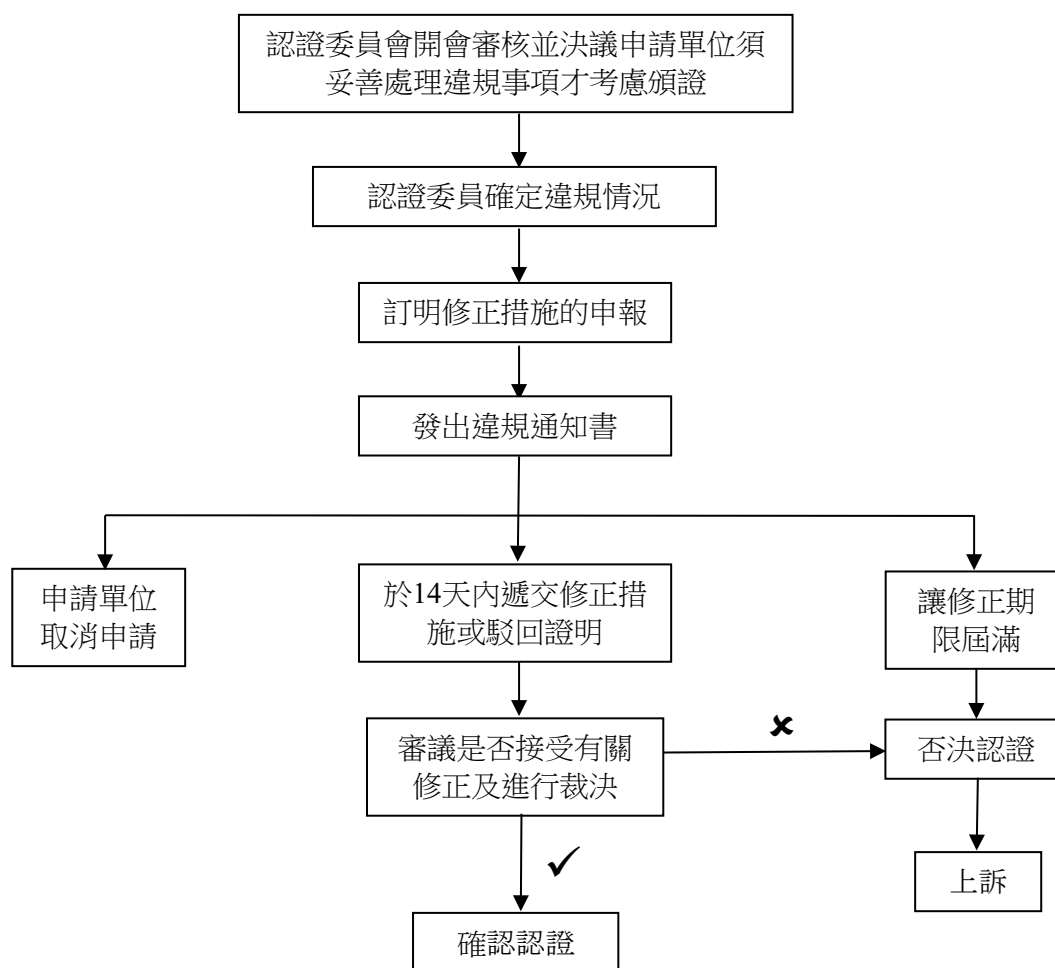 認證委員會開會審核並決議申請單位須
妥善處理違規事項才考慮頒證
認證委員確定違規情況
訂明修正措施的申報
發出違規通知書
申請單位
取消申請
於14天內遞交修正措
施或駁回證明
讓修正期
限屆滿
審議是否接受有關
修正及進行裁決
否決認證
上訴
確認認證